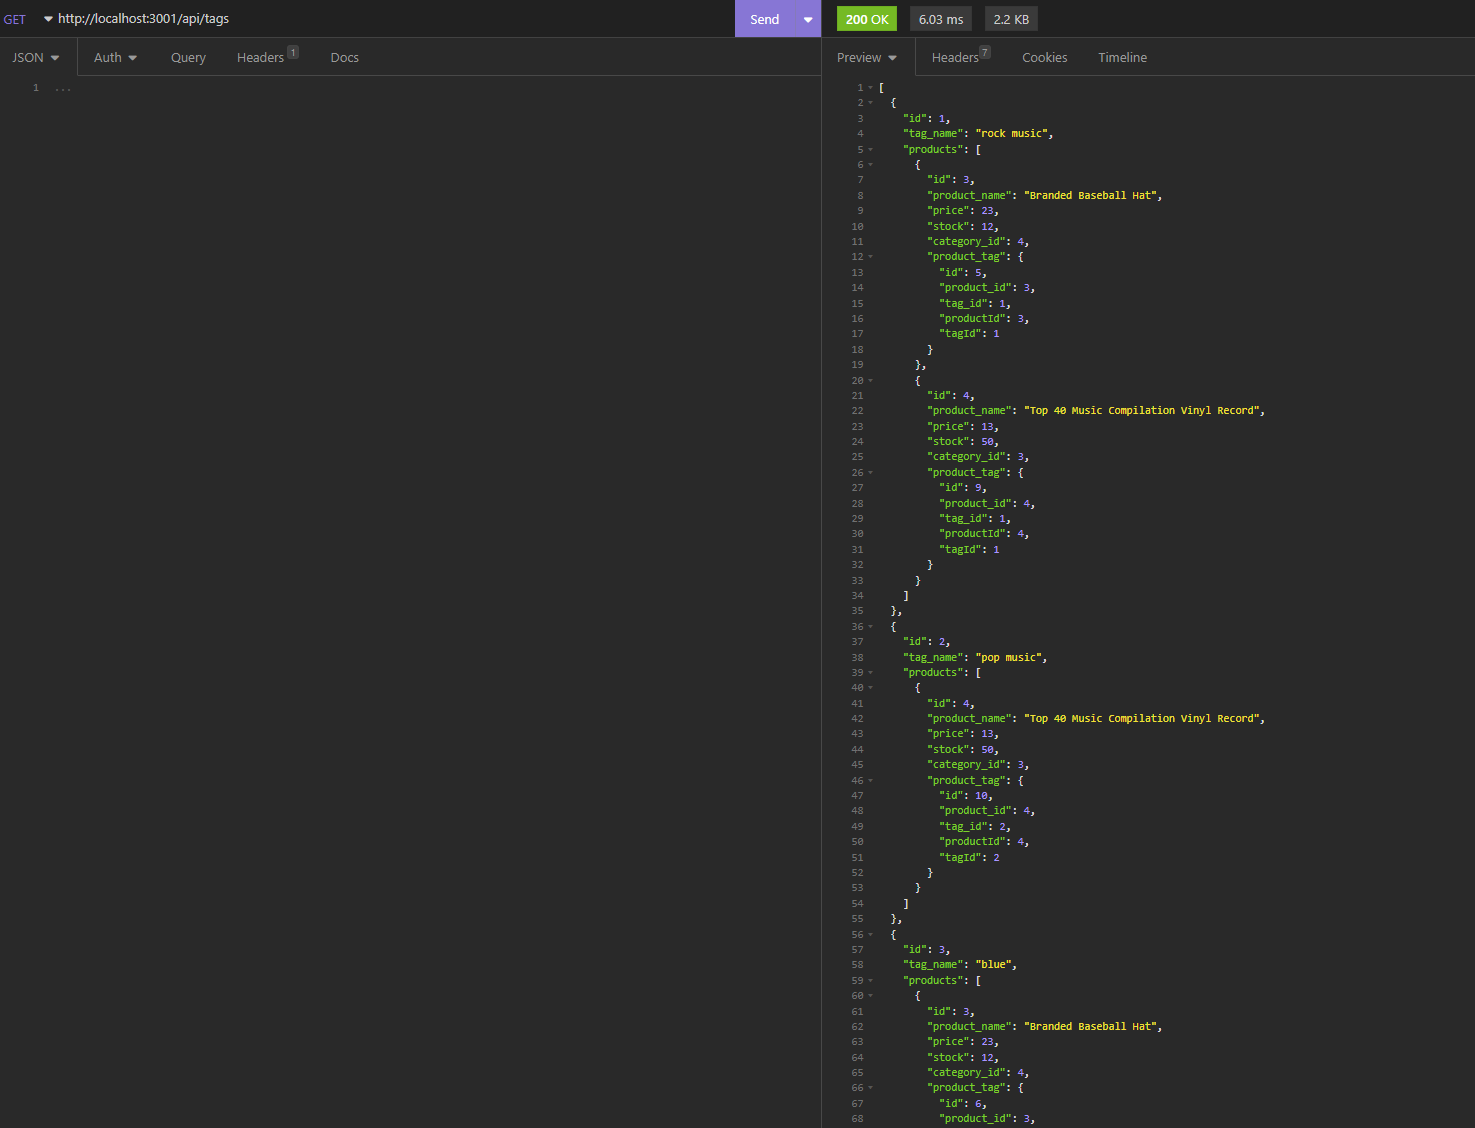 GET http://localhost:3001/api/tags Send 200 OK 6.03 ms 2.2 KB
JSON Auth Query Headers 1 Docs Preview Headers 7 Cookies Timeline
1 ...
1 [
2 {
3 "id": 1,
4 "tag_name": "rock music",
5 "products": [
6 {
7 "id": 3,
8 "product_name": "Branded Baseball Hat",
9 "price": 23,
10 "stock": 12,
11 "category_id": 4,
12 "product_tag": {
13 "id": 5,
14 "product_id": 3,
15 "tag_id": 1,
16 "productId": 3,
17 "tagId": 1
18 }
19 },
20 {
21 "id": 4,
22 "product_name": "Top 40 Music Compilation Vinyl Record",
23 "price": 13,
24 "stock": 50,
25 "category_id": 3,
26 "product_tag": {
27 "id": 9,
28 "product_id": 4,
29 "tag_id": 1,
30 "productId": 4,
31 "tagId": 1
32 }
33 }
34 ]
35 },
36 {
37 "id": 2,
38 "tag_name": "pop music",
39 "products": [
40 {
41 "id": 4,
42 "product_name": "Top 40 Music Compilation Vinyl Record",
43 "price": 13,
44 "stock": 50,
45 "category_id": 3,
46 "product_tag": {
47 "id": 10,
48 "product_id": 4,
49 "tag_id": 2,
50 "productId": 4,
51 "tagId": 2
52 }
53 }
54 ]
55 },
56 {
57 "id": 3,
58 "tag_name": "blue",
59 "products": [
60 {
61 "id": 3,
62 "product_name": "Branded Baseball Hat",
63 "price": 23,
64 "stock": 12,
65 "category_id": 4,
66 "product_tag": {
67 "id": 6,
68 "product_id": 3,